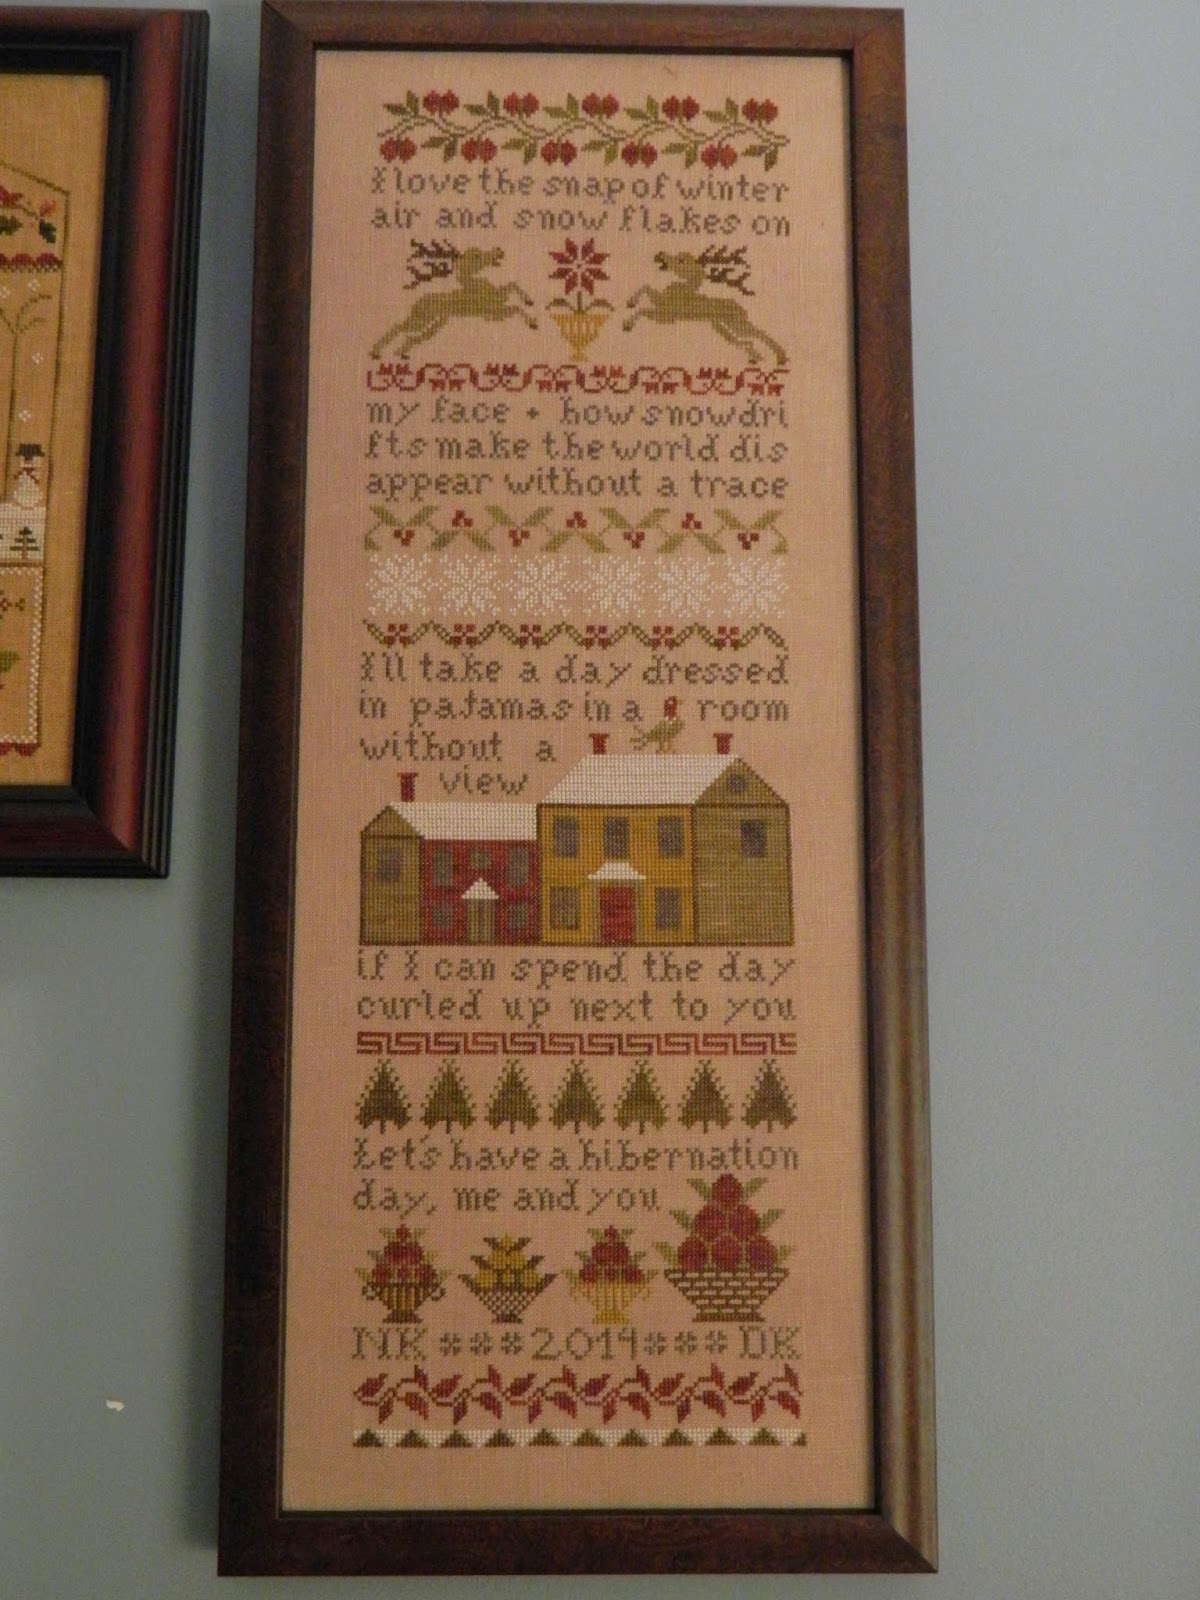 I love the snap of winter
air and snow flakes on
my face + how snowdri
fts make the world dis
appear without a trace
I'll take a day dressed
in pajamas in a room
without a
view
if I can spend the day
curled up next to you
Let's have a hibernation
day, me and you
NK ***2014*** DK